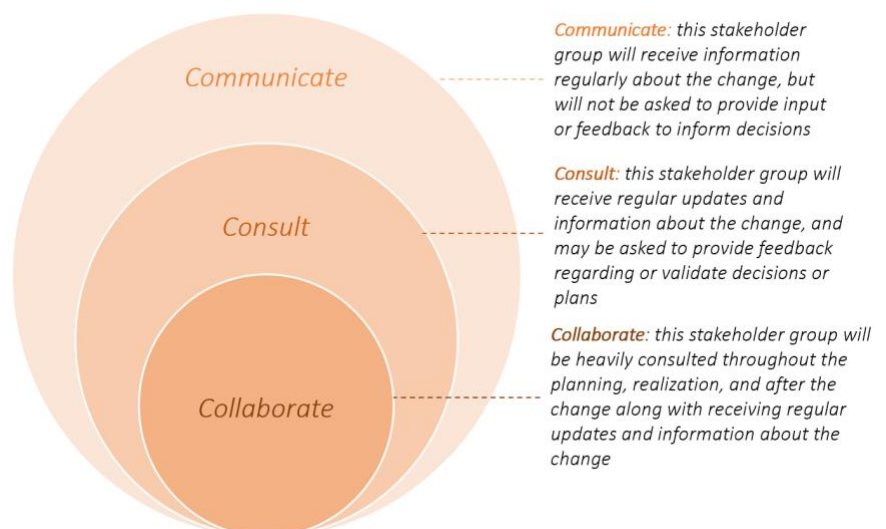 Communicate
Consult
Collaborate
Communicate: this stakeholder
group will receive information
regularly about the change, but
will not be asked to provide input
or feedback to inform decisions
Consult: this stakeholder group will
receive regular updates and
information about the change, and
may be asked to provide feedback
regarding or validate decisions or
plans
Collaborate: this stakeholder group will
be heavily consulted throughout the
planning, realization, and after the
change along with receiving regular
updates and information about the
change